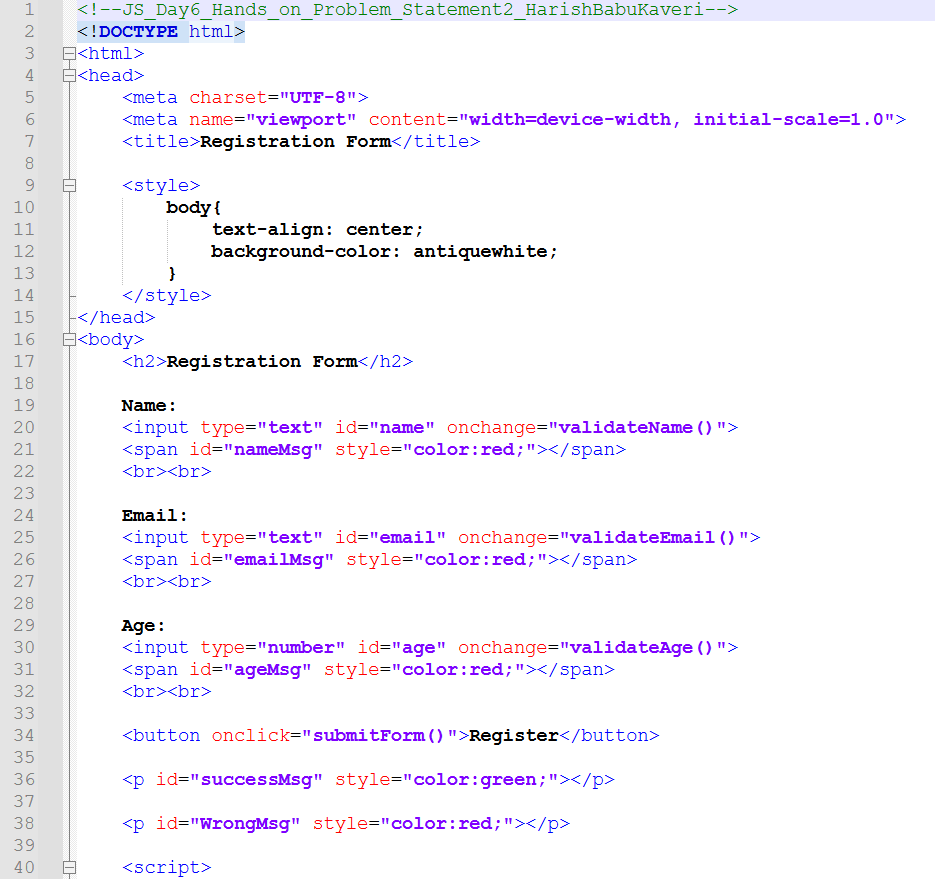 1 <!--JS_Day6_Hands_on_Problem_Statement2_HarishBabuKaveri-->
2 <!DOCTYPE html>
3 <html>
4 <head>
5     <meta charset="UTF-8">
6     <meta name="viewport" content="width=device-width, initial-scale=1.0">
7     <title>Registration Form</title>
8
9     <style>
10         body{
11             text-align: center;
12             background-color: antiquewhite;
13         }
14     </style>
15 </head>
16 <body>
17     <h2>Registration Form</h2>
18
19     Name:
20     <input type="text" id="name" onchange="validateName()">
21     <span id="nameMsg" style="color:red;"></span>
22     <br><br>
23
24     Email:
25     <input type="text" id="email" onchange="validateEmail()">
26     <span id="emailMsg" style="color:red;"></span>
27     <br><br>
28
29     Age:
30     <input type="number" id="age" onchange="validateAge()">
31     <span id="ageMsg" style="color:red;"></span>
32     <br><br>
33
34     <button onclick="submitForm()">Register</button>
35
36     <p id="successMsg" style="color:green;"></p>
37
38     <p id="WrongMsg" style="color:red;"></p>
39
40     <script>